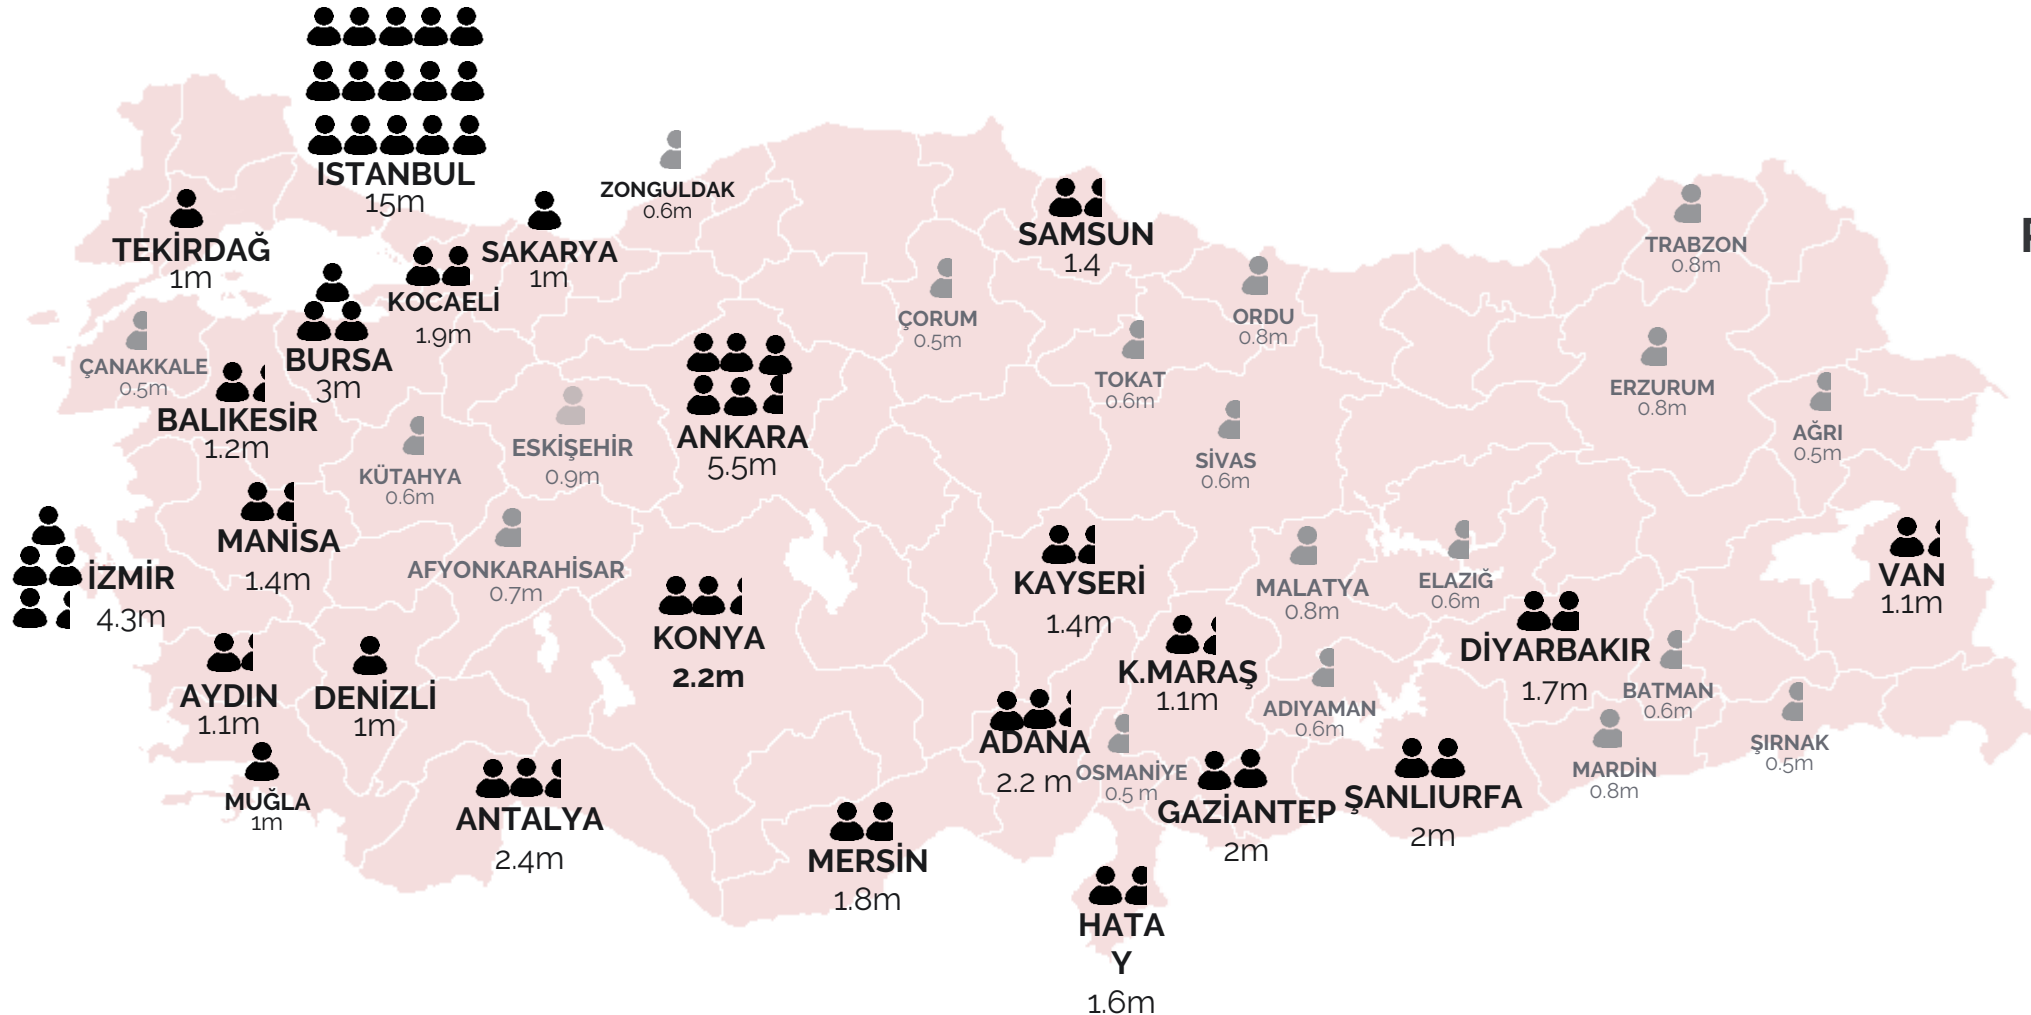 ISTANBUL
15m
ZONGULDAK
0.6m
TEKİRDAĞ
1m
SAKARYA
1m
SAMSUN
1.4
TRABZON
0.8m
KOCAELİ
1.9m
ÇORUM
0.5m
ORDU
0.8m
ÇANAKKALE
0.5m
BURSA
3m
TOKAT
0.6m
ERZURUM
0.8m
BALIKESİR
1.2m
KÜTAHYA
0.6m
ESKİŞEHİR
0.9m
ANKARA
5.5m
SİVAS
0.6m
AĞRI
0.5m
MANİSA
1.4m
İZMİR
4.3m
AFYONKARAHİSAR
0.7m
KONYA
2.2m
KAYSERİ
1.4m
MALATYA
0.8m
ELAZIĞ
0.6m
VAN
1.1m
AYDIN
1.1m
DENİZLİ
1m
K.MARAŞ
1.1m
DİYARBAKIR
1.7m
BATMAN
0.6m
ADIYAMAN
0.6m
ADANA
2.2 m
OSMANİYE
0.5 m
MARDİN
0.8m
ŞIRNAK
0.5m
MUĞLA
1m
ANTALYA
2.4m
MERSİN
1.8m
GAZİANTEP
2m
ŞANLIURFA
2m
HATA
Y
1.6m